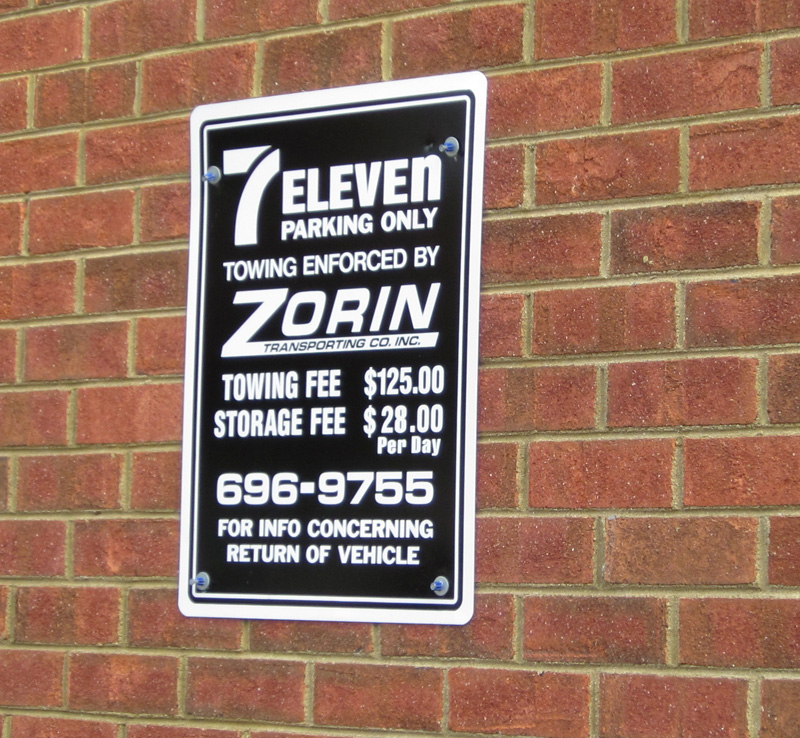 7 ELEVEn
PARKING ONLY
TOWING ENFORCED BY
ZORIN
TRANSPORTING CO. INC.
TOWING FEE $125.00
STORAGE FEE $ 28.00
Per Day
696-9755
FOR INFO CONCERNING
RETURN OF VEHICLE